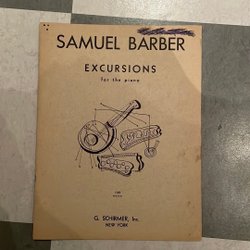 SAMUEL BARBER
EXCURSIONS
for the piano
G. SCHIRMER, Inc.
NEW YORK